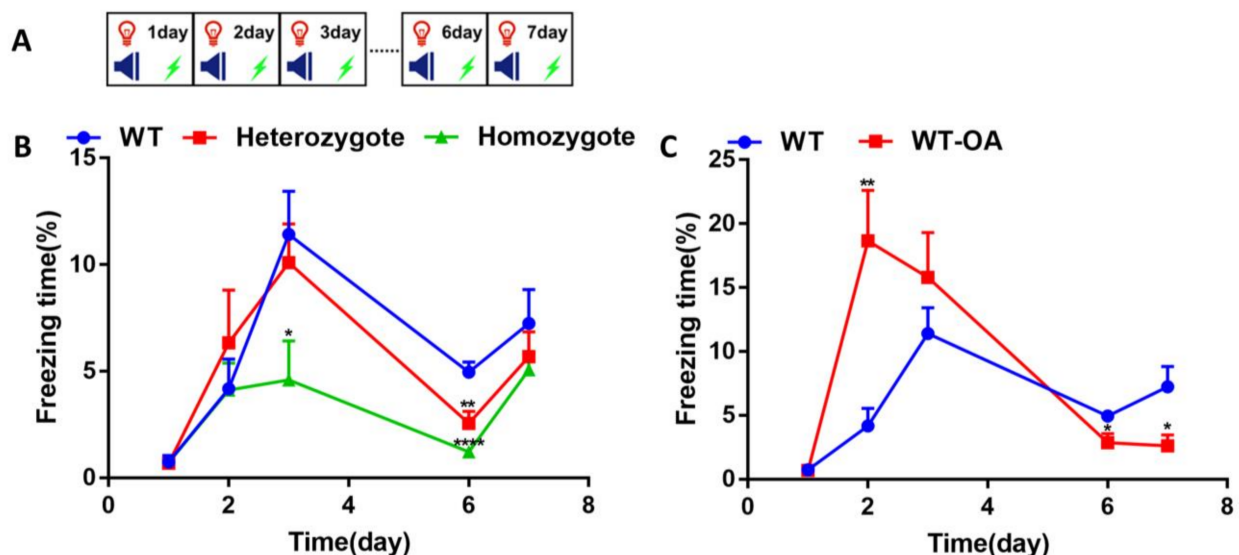 A
1day 2day 3day ...... 6day 7day
B WT Heterozygote Homozygote
15
10
5
0
Freezing time(%)
*
**
****
0 2 4 6 8
Time(day)
C WT WT-OA
25
20
15
10
5
0
Freezing time(%)
**
* *
0 2 4 6 8
Time(day)